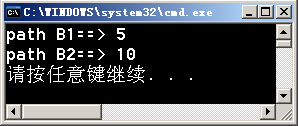 C:\WINDOWS\system32\cmd.exe
path B1==> 5
path B2==> 10
请按任意键继续. . .